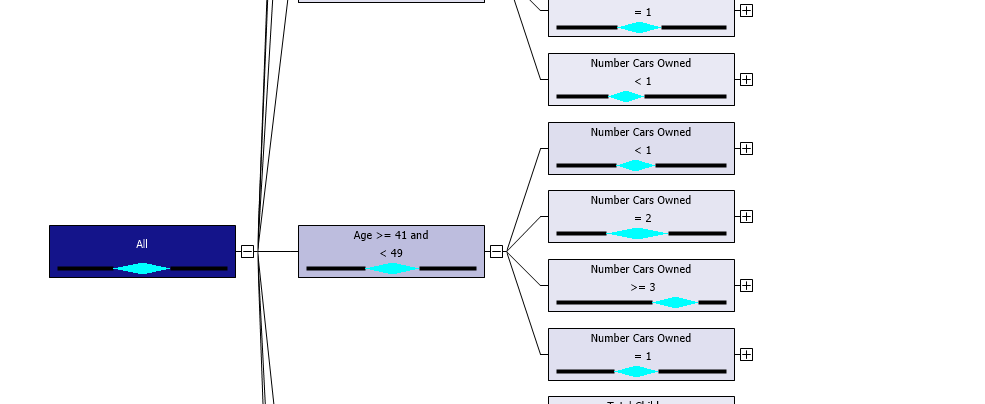 = 1
Number Cars Owned
< 1
Number Cars Owned
< 1
Number Cars Owned
= 2
All
Age >= 41 and
< 49
Number Cars Owned
>= 3
Number Cars Owned
= 1